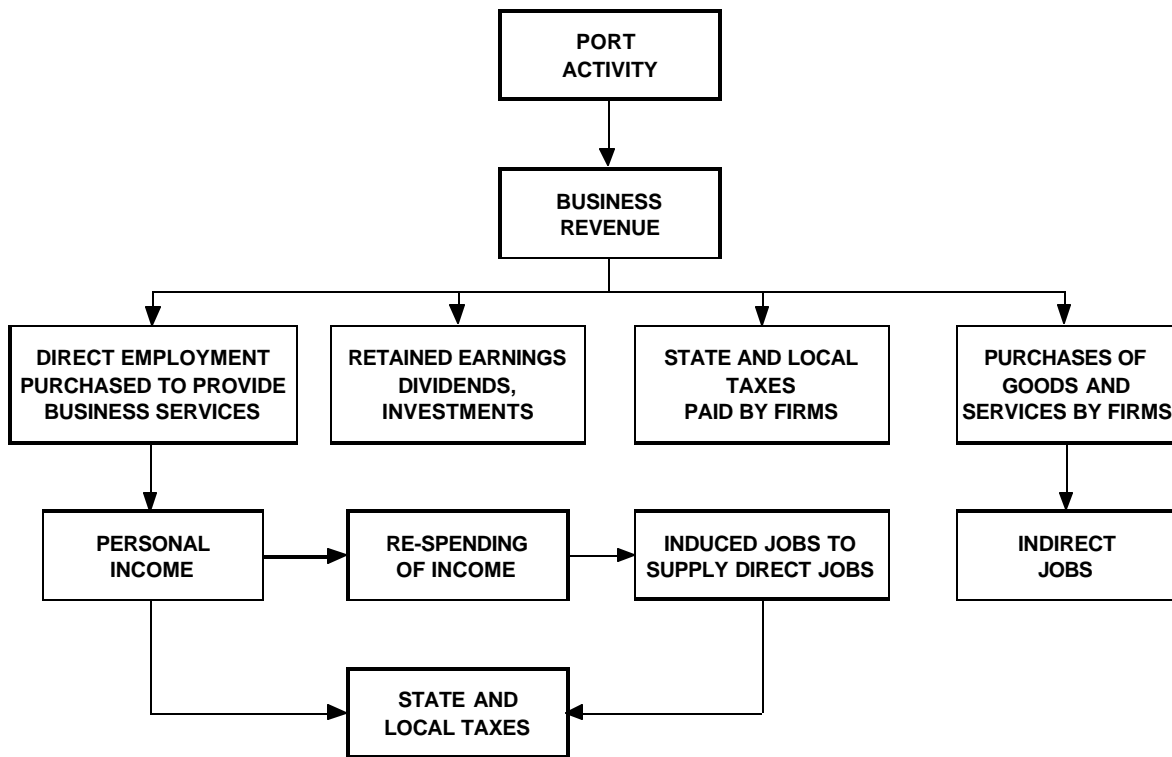 PORT
ACTIVITY
BUSINESS
REVENUE
DIRECT EMPLOYMENT
PURCHASED TO PROVIDE
BUSINESS SERVICES
RETAINED EARNINGS
DIVIDENDS,
INVESTMENTS
STATE AND LOCAL
TAXES
PAID BY FIRMS
PURCHASES OF
GOODS AND
SERVICES BY FIRMS
PERSONAL
INCOME
RE-SPENDING
OF INCOME
INDUCED JOBS TO
SUPPLY DIRECT JOBS
INDIRECT
JOBS
STATE AND
LOCAL TAXES